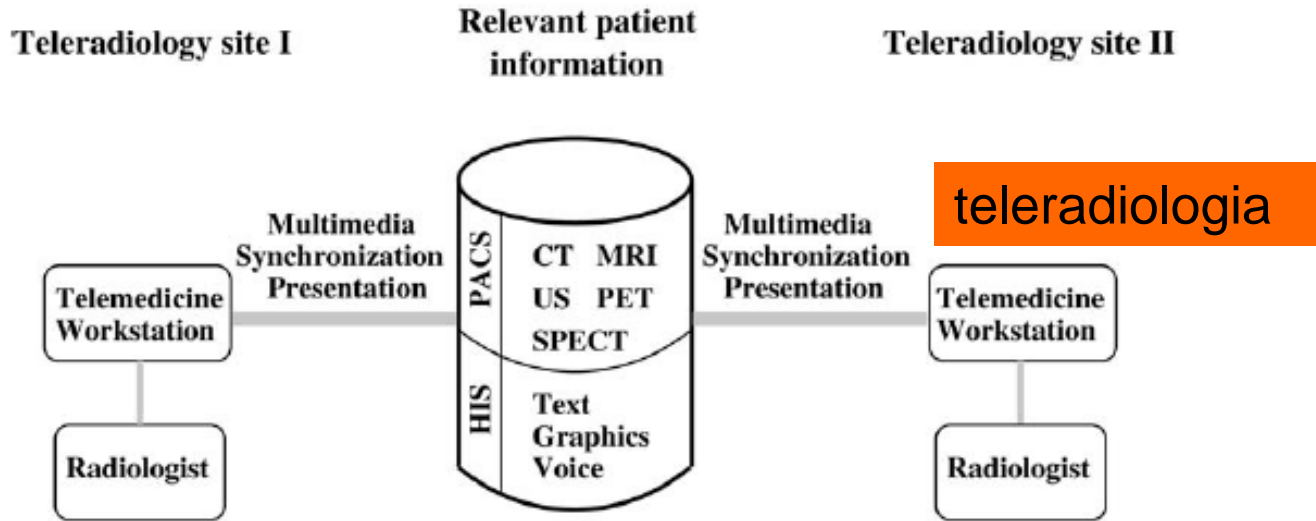 Teleradiology site I
Relevant patient
information
Teleradiology site II
teleradiologia
Multimedia
Synchronization
Presentation
PACS
CT MRI
US PET
SPECT
Multimedia
Synchronization
Presentation
Telemedicine
Workstation
Telemedicine
Workstation
HIS
Text
Graphics
Voice
Radiologist
Radiologist